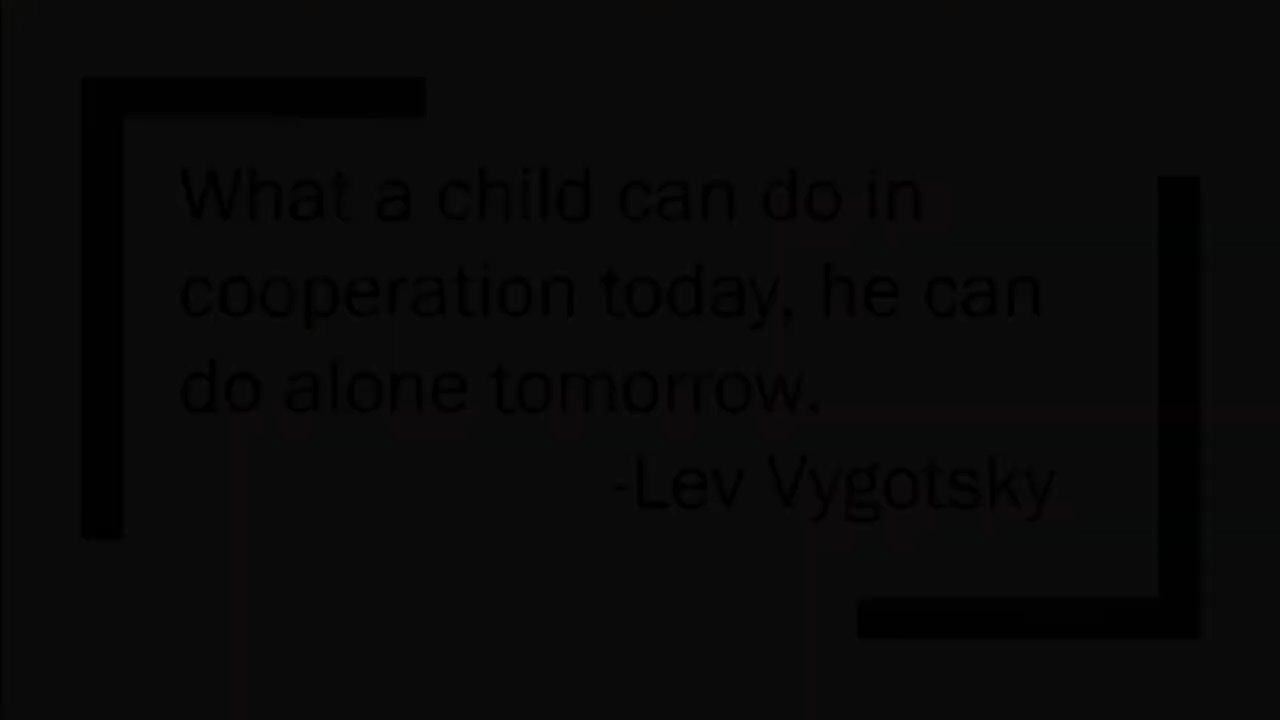 What a child can do in
cooperation today, he can
do alone tomorrow.
-Lev Vygotsky